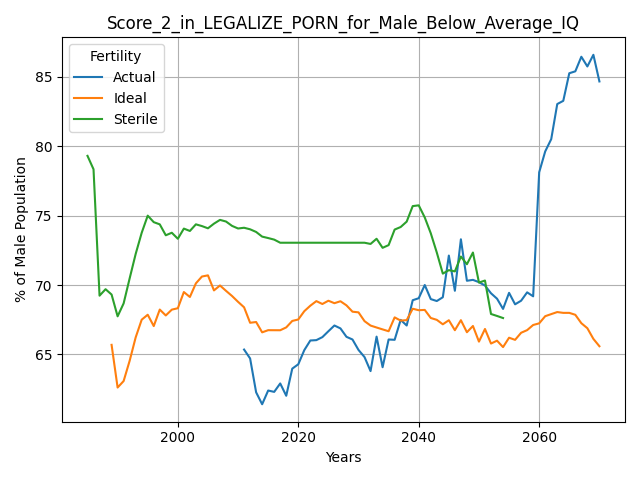 Score_2_in_LEGALIZE_PORN_for_Male_Below_Average_IQ
Fertility
Actual
Ideal
Sterile
% of Male Population
85
80
75
70
65
2000
2020
2040
2060
Years